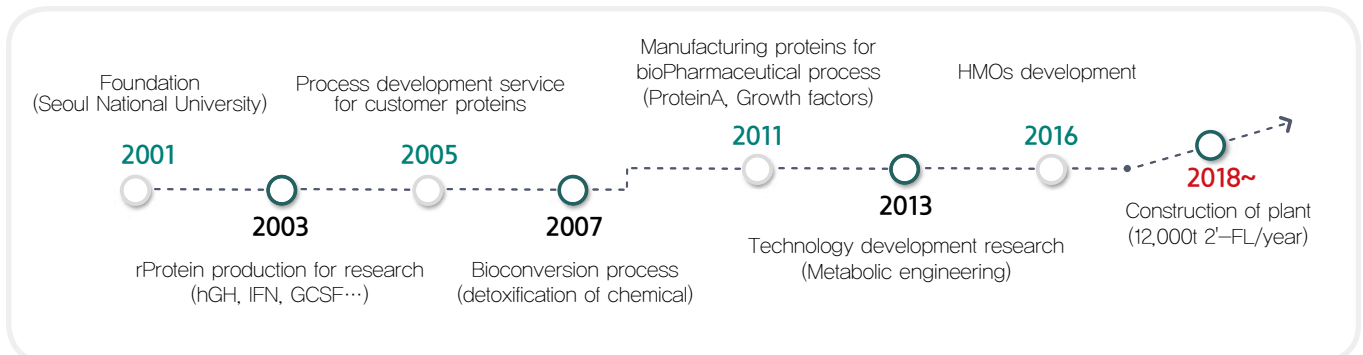 Foundation
(Seoul National University)
2001
2003
rProtein production for research
(hGH, IFN, GCSF⋯)
Process development service
for customer proteins
2005
2007
Bioconversion process
(detoxification of chemical)
Manufacturing proteins for
bioPharmaceutical process
(ProteinA, Growth factors)
2011
2013
Technology development research
(Metabolic engineering)
HMOs development
2016
2018~
Construction of plant
(12,000t 2'-FL/year)